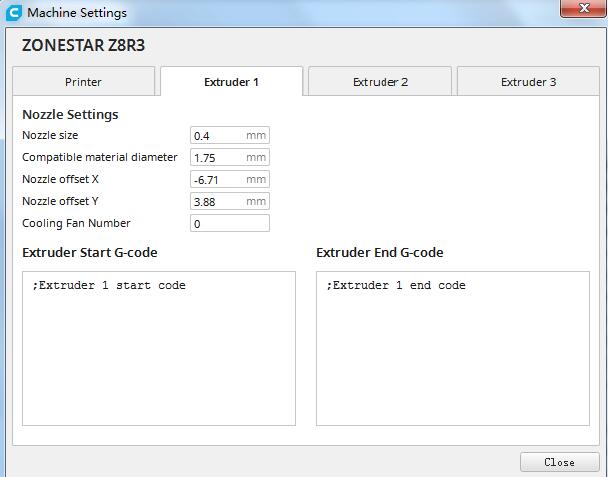 Machine Settings
ZONESTAR Z8R3
Printer
Extruder 1
Extruder 2
Extruder 3
Nozzle Settings
Nozzle size 0.4 mm
Compatible material diameter 1.75 mm
Nozzle offset X -6.71 mm
Nozzle offset Y 3.88 mm
Cooling Fan Number 0
Extruder Start G-code
;Extruder 1 start code
Extruder End G-code
;Extruder 1 end code
Close